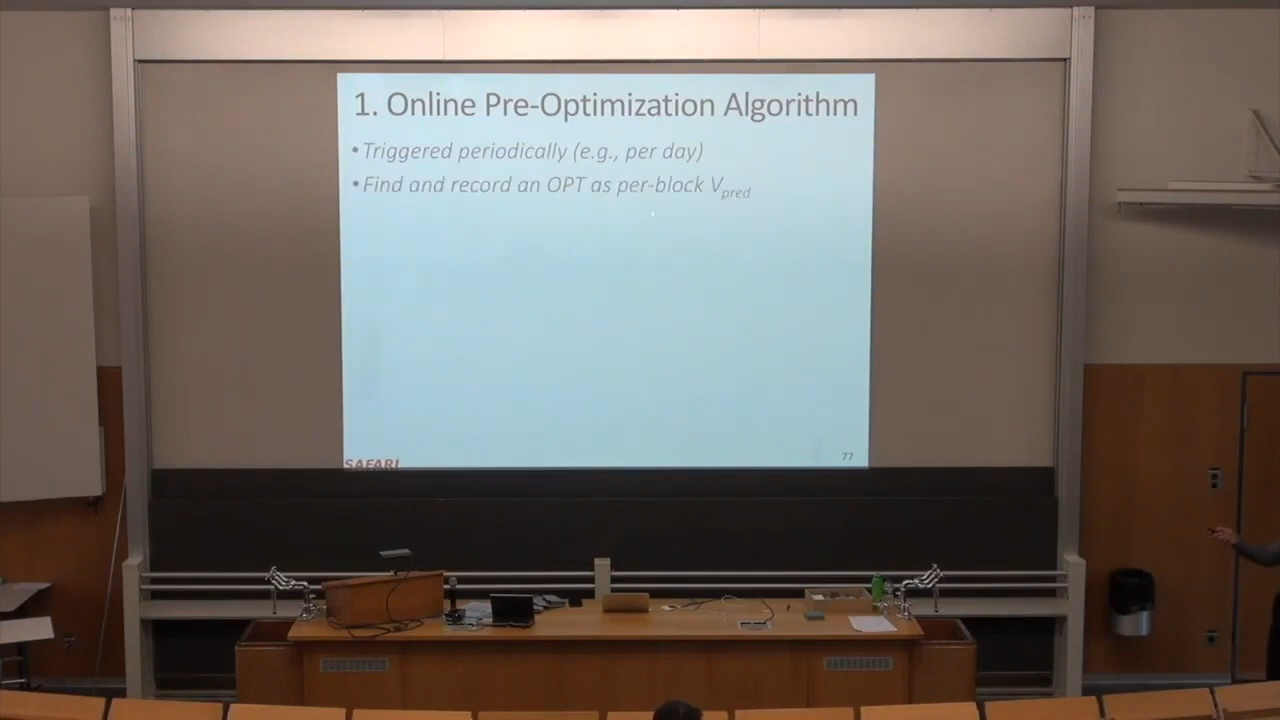 1. Online Pre-Optimization Algorithm
•Triggered periodically (e.g., per day)
•Find and record an OPT as per-block Vpred
SAFARI
77